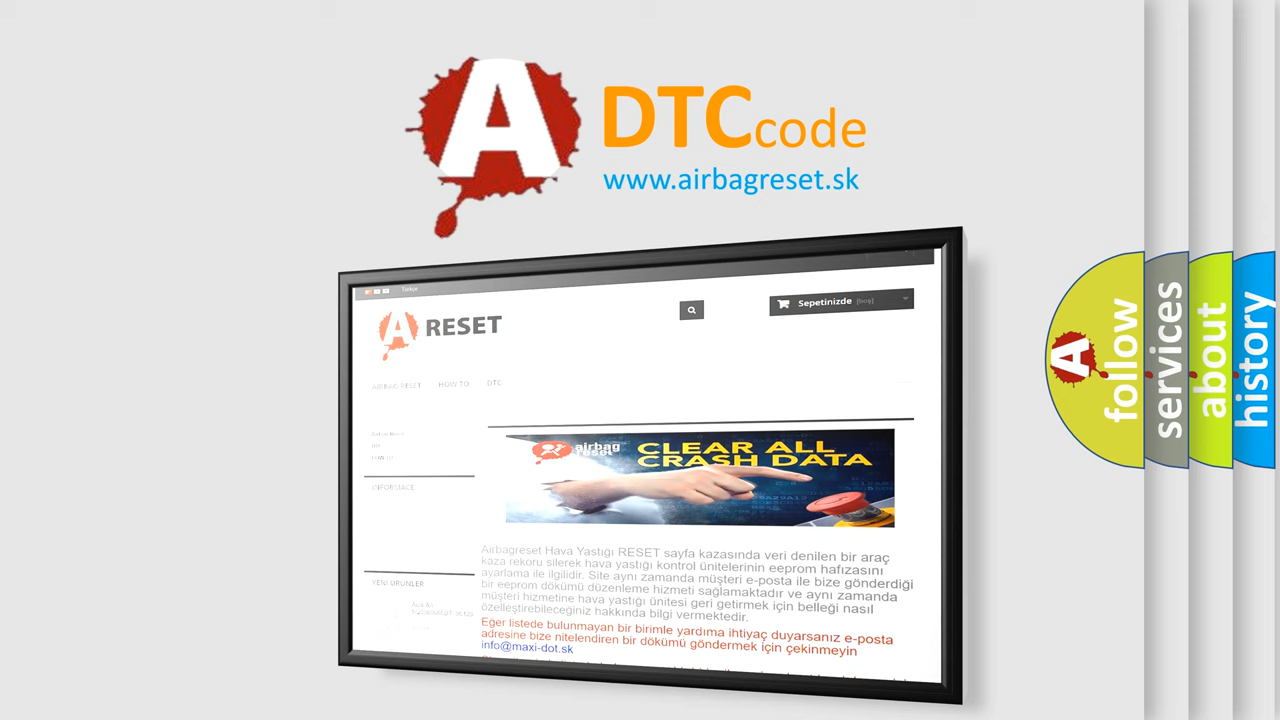 A DTCcode
www.airbagreset.sk
Türkçe
A RESET
Sepetinizde [boş]
AIRBAG RESET HOW TO DTC
airbag reset
CLEAR ALL
CRASH DATA
INFORMACE
Airbagreset Hava Yastığı RESET sayfa kazasında veri denilen bir araç
kaza rekoru silerek hava yastığı kontrol ünitelerinin eeprom hafızasını
ayarlama ile ilgilidir. Site aynı zamanda müşteri e-posta ile bize gönderdiği
bir eeprom dökümü düzenleme hizmeti sağlamaktadır ve aynı zamanda
müşteri hizmetine hava yastığı ünitesi geri getirmek için belleği nasıl
özelleştirebileceğiniz hakkında bilgi vermektedir.
Eğer listede bulunmayan bir birimle yardıma ihtiyaç duyarsanız e-posta
adresine bize nitelendiren bir dökümü göndermek için çekinmeyin
info@maxi-dot.sk
YENI ÜRÜNLER
A follow
services
about
history